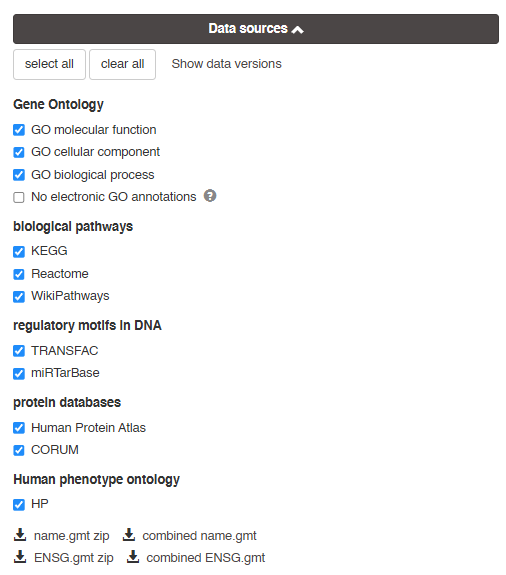 Data sources
select all clear all Show data versions
Gene Ontology
GO molecular function
GO cellular component
GO biological process
No electronic GO annotations ?
biological pathways
KEGG
Reactome
WikiPathways
regulatory motifs in DNA
TRANSFAC
miRTarBase
protein databases
Human Protein Atlas
CORUM
Human phenotype ontology
HP
name.gmt zip combined name.gmt
ENSG.gmt zip combined ENSG.gmt